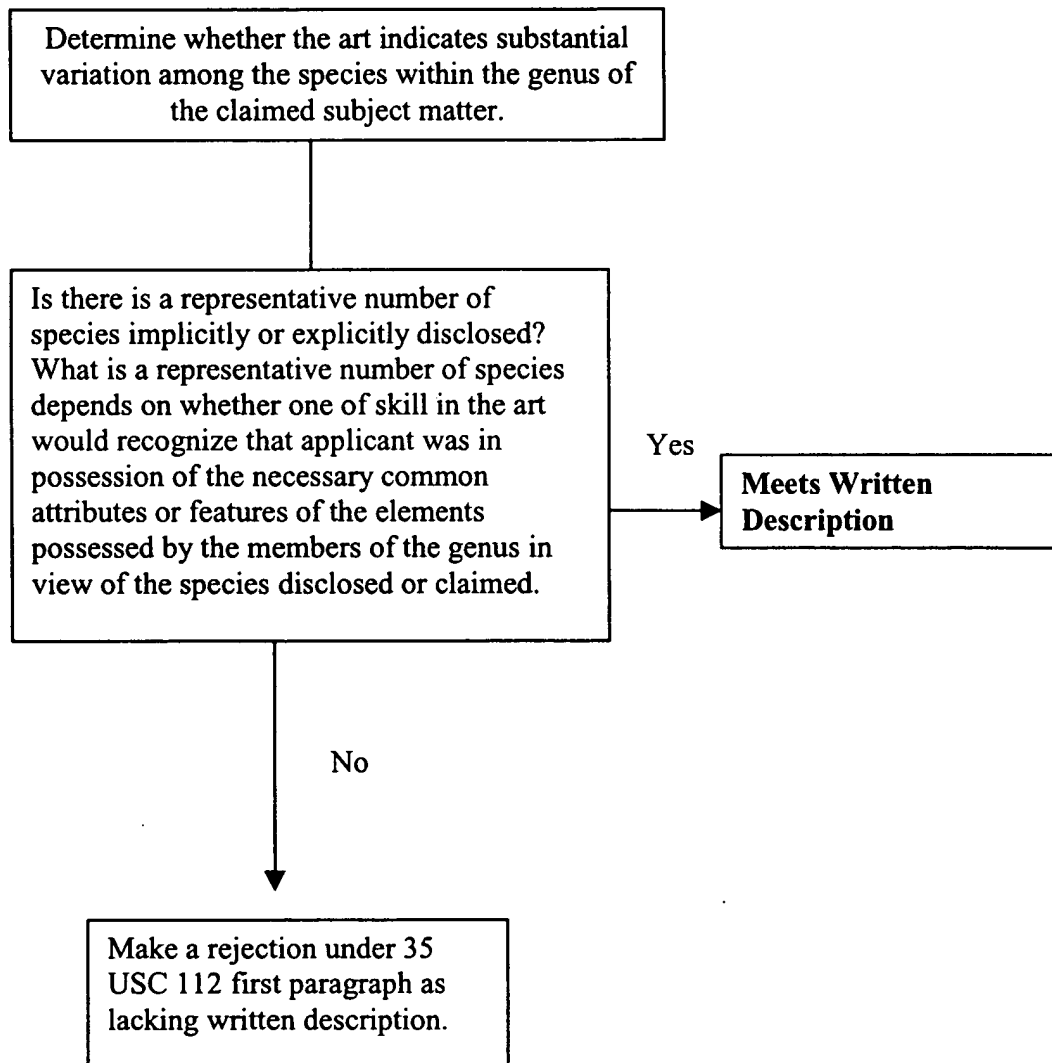 Determine whether the art indicates substantial
variation among the species within the genus of
the claimed subject matter.
Is there is a representative number of
species implicitly or explicitly disclosed?
What is a representative number of species
depends on whether one of skill in the art
would recognize that applicant was in
possession of the necessary common
attributes or features of the elements
possessed by the members of the genus in
view of the species disclosed or claimed.
Yes
Meets Written
Description
No
Make a rejection under 35
USC 112 first paragraph as
lacking written description.